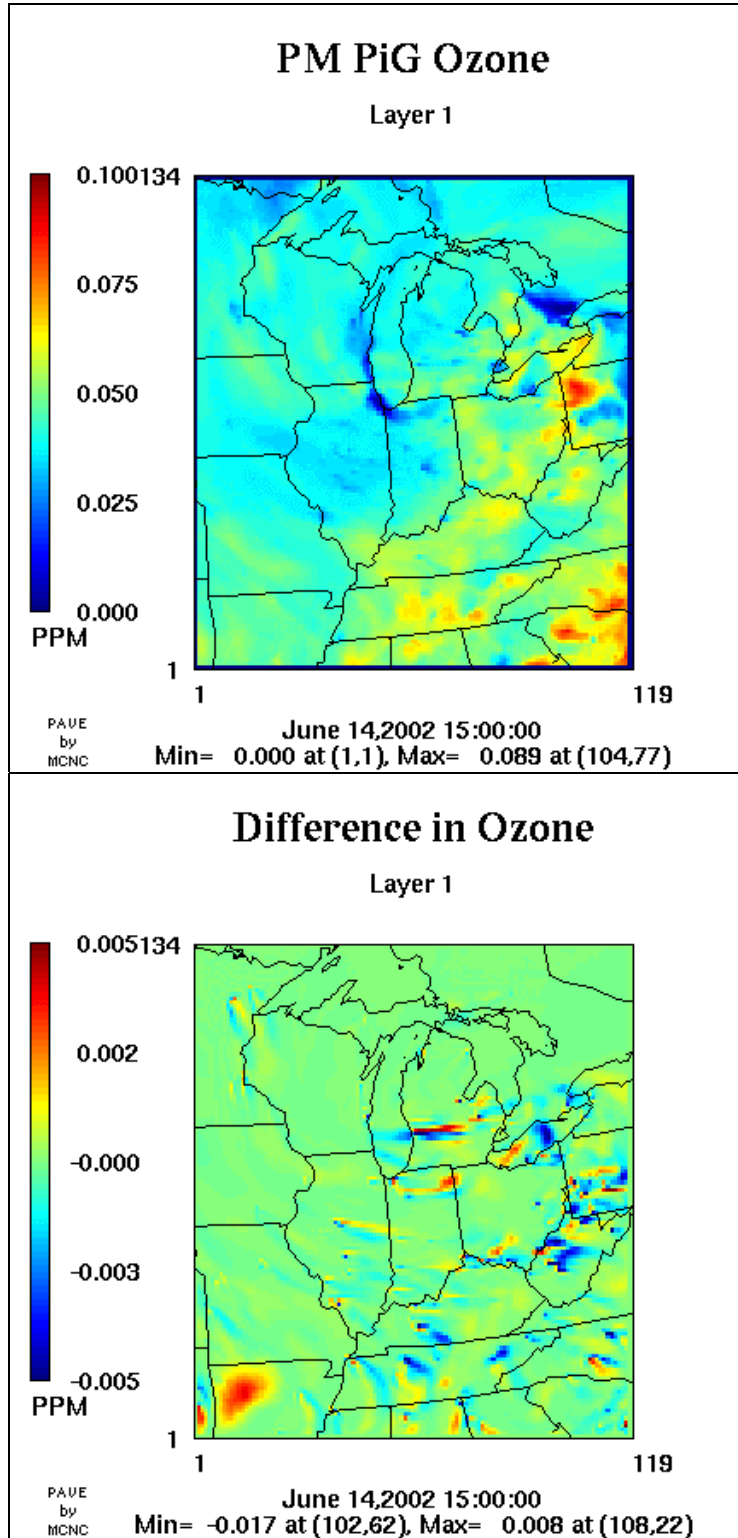 PM PiG Ozone
Layer 1
0.100
0.075
0.050
0.025
0.000
PPM
134
1
1
119
PAVE
by
MCNC
June 14,2002 15:00:00
Min= 0.000 at (1,1), Max= 0.089 at (104,77)
Difference in Ozone
Layer 1
0.005
0.002
-0.000
-0.003
-0.005
PPM
134
1
1
119
PAVE
by
MCNC
June 14,2002 15:00:00
Min= -0.017 at (102,62), Max= 0.008 at (108,22)